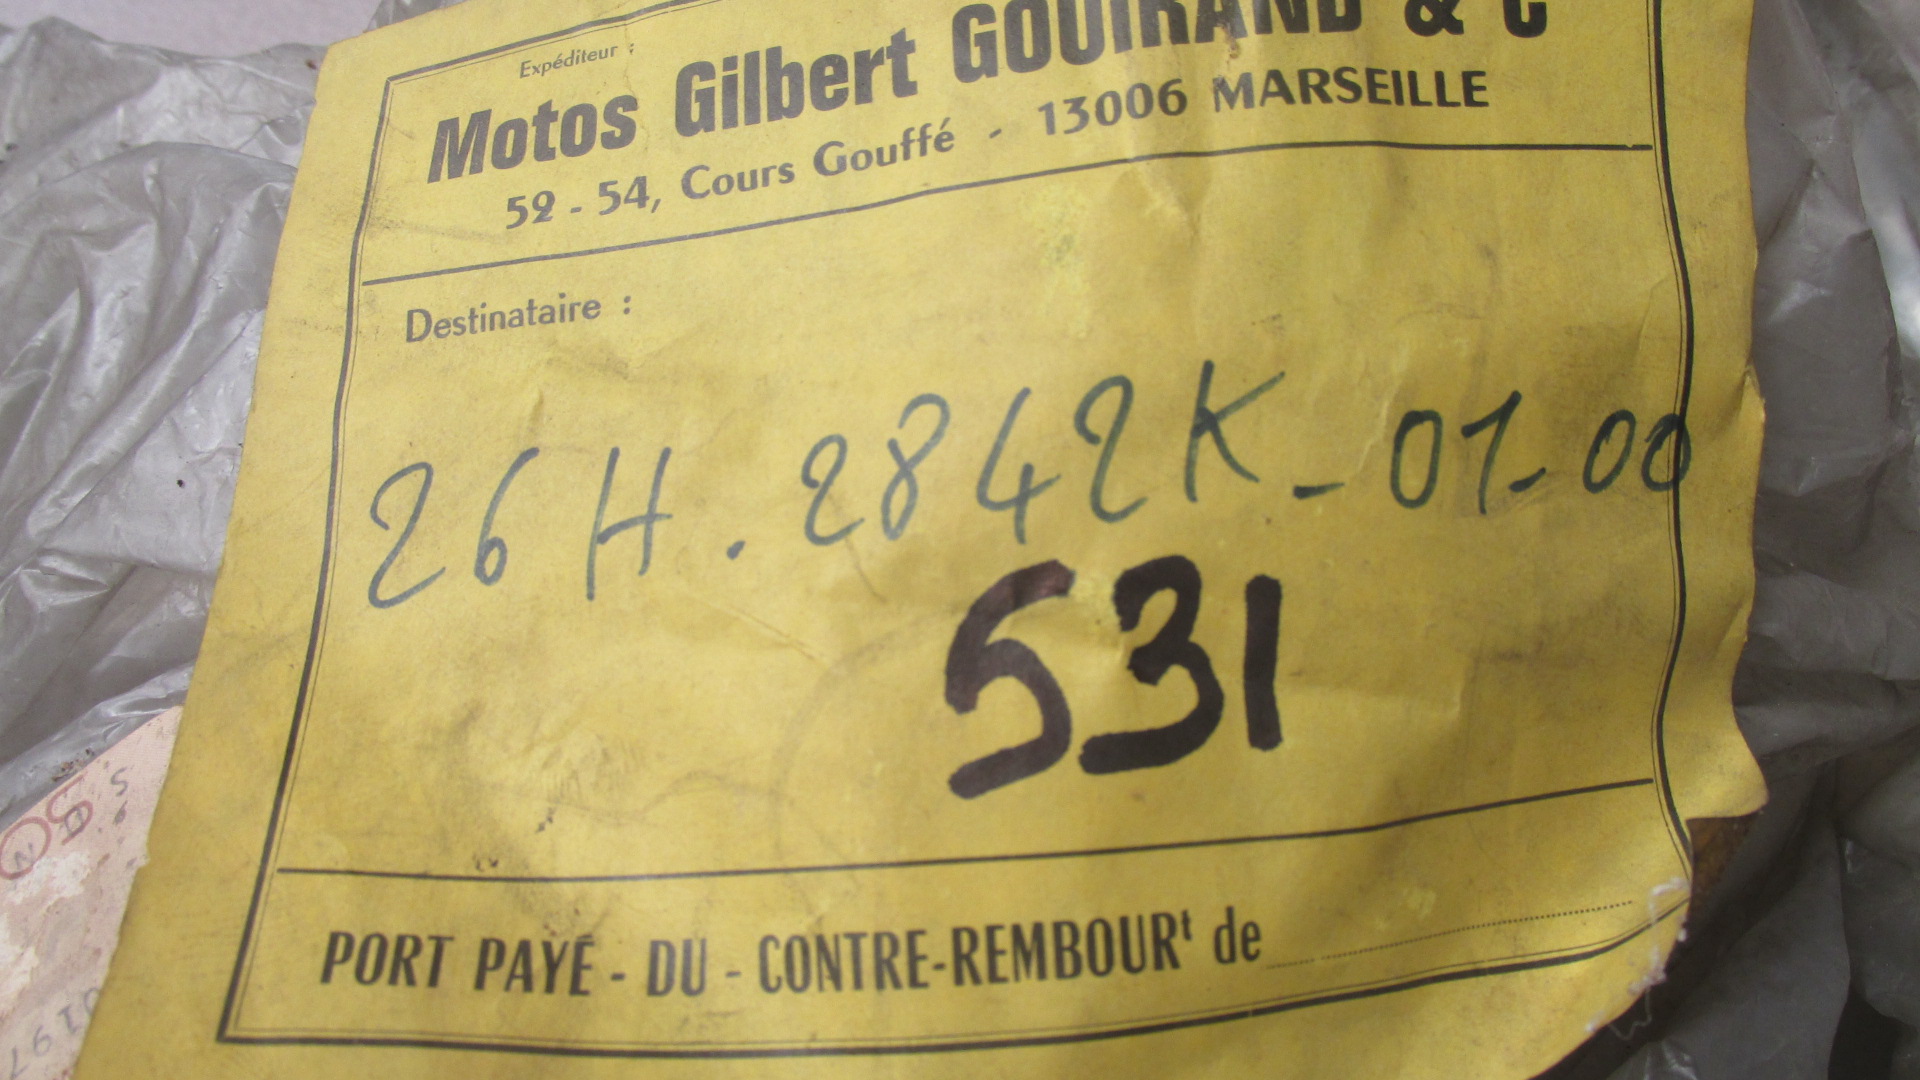 Expéditeur :
Motos Gilbert GOUIRAND & C
52 - 54, Cours Gouffé - 13006 MARSEILLE
Destinataire :
26H.2842K-01-00
531
PORT PAYÉ - DU - CONTRE-REMBOURᵗ de